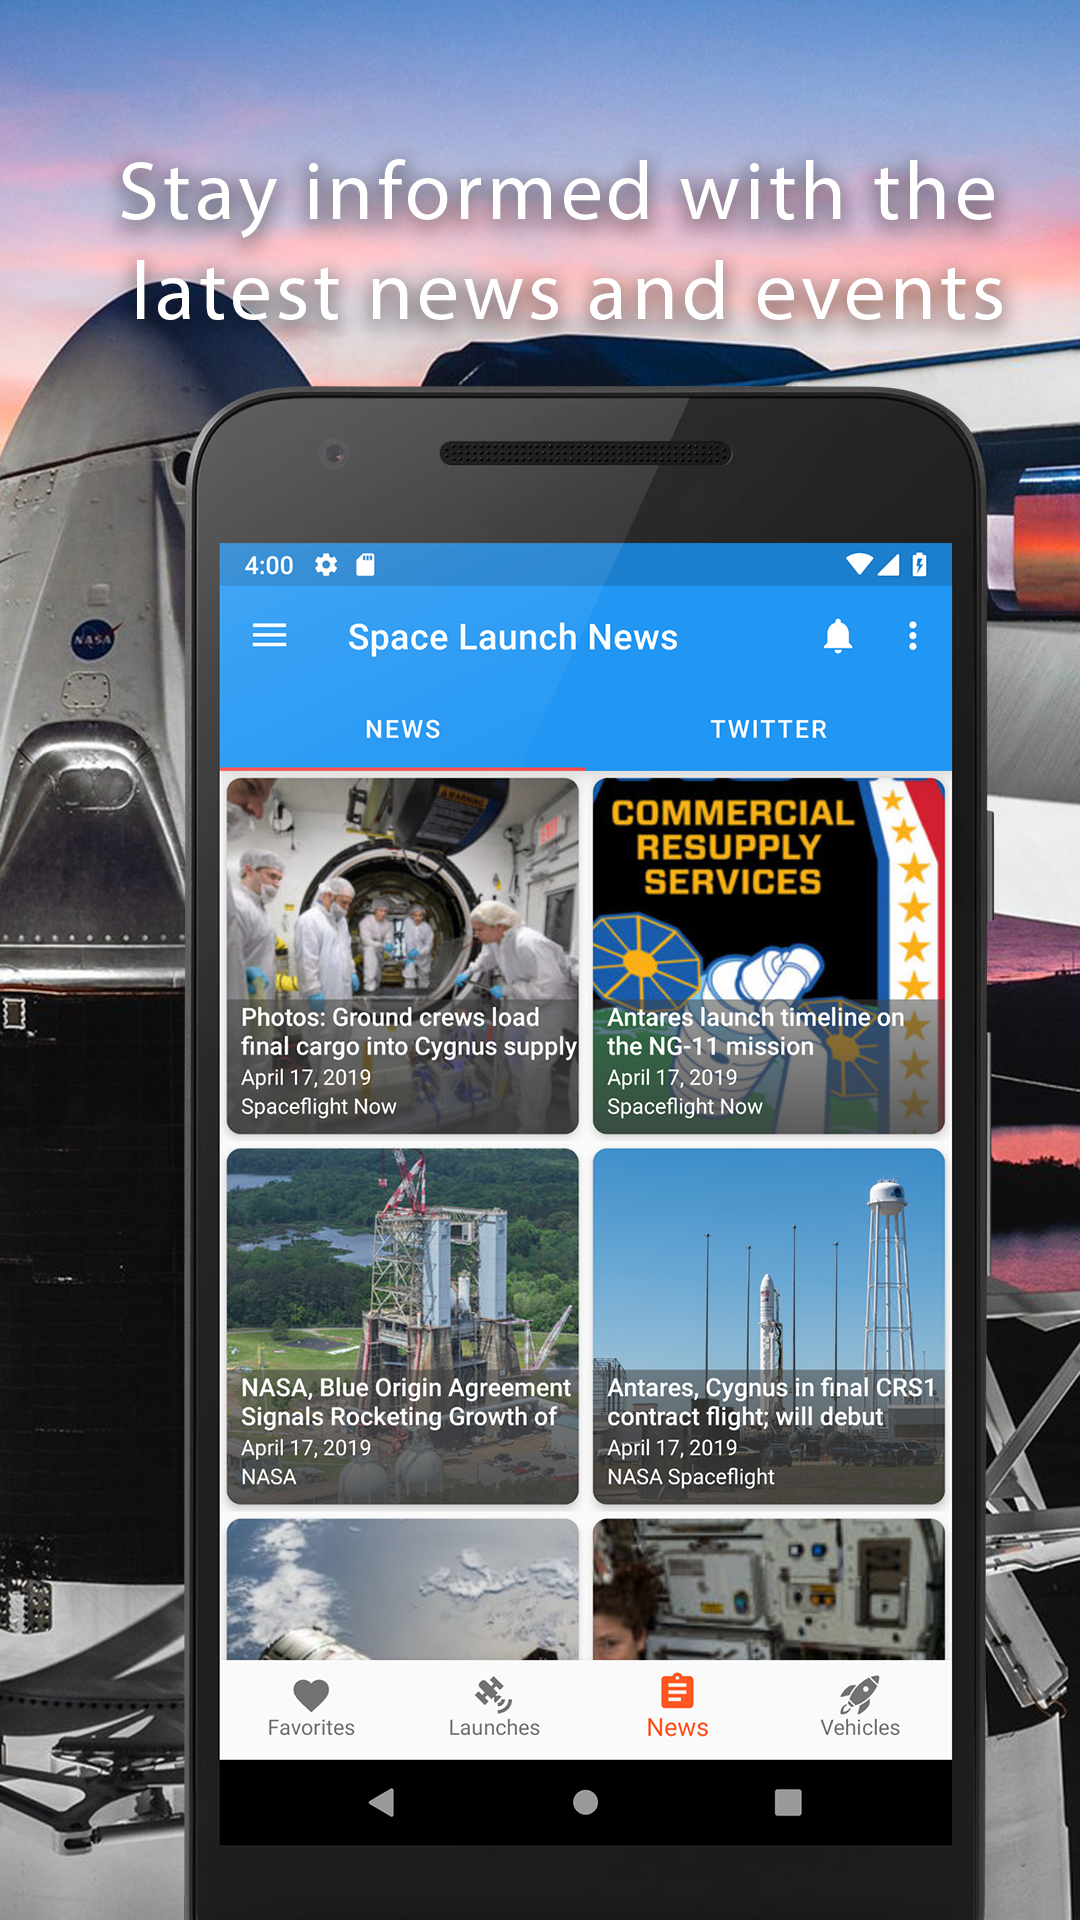 Stay informed with the
latest news and events
NASA
4:00
Space Launch News
NEWS
TWITTER
WARNING
EXIT
Photos: Ground crews load
final cargo into Cygnus supply
April 17, 2019
Spaceflight Now
COMMERCIAL
RESUPPLY
SERVICES
Antares launch timeline on
the NG-11 mission
April 17, 2019
Spaceflight Now
NASA, Blue Origin Agreement
Signals Rocketing Growth of
April 17, 2019
NASA
Antares, Cygnus in final CRS1
contract flight; will debut
April 17, 2019
NASA Spaceflight
Favorites
Launches
News
Vehicles